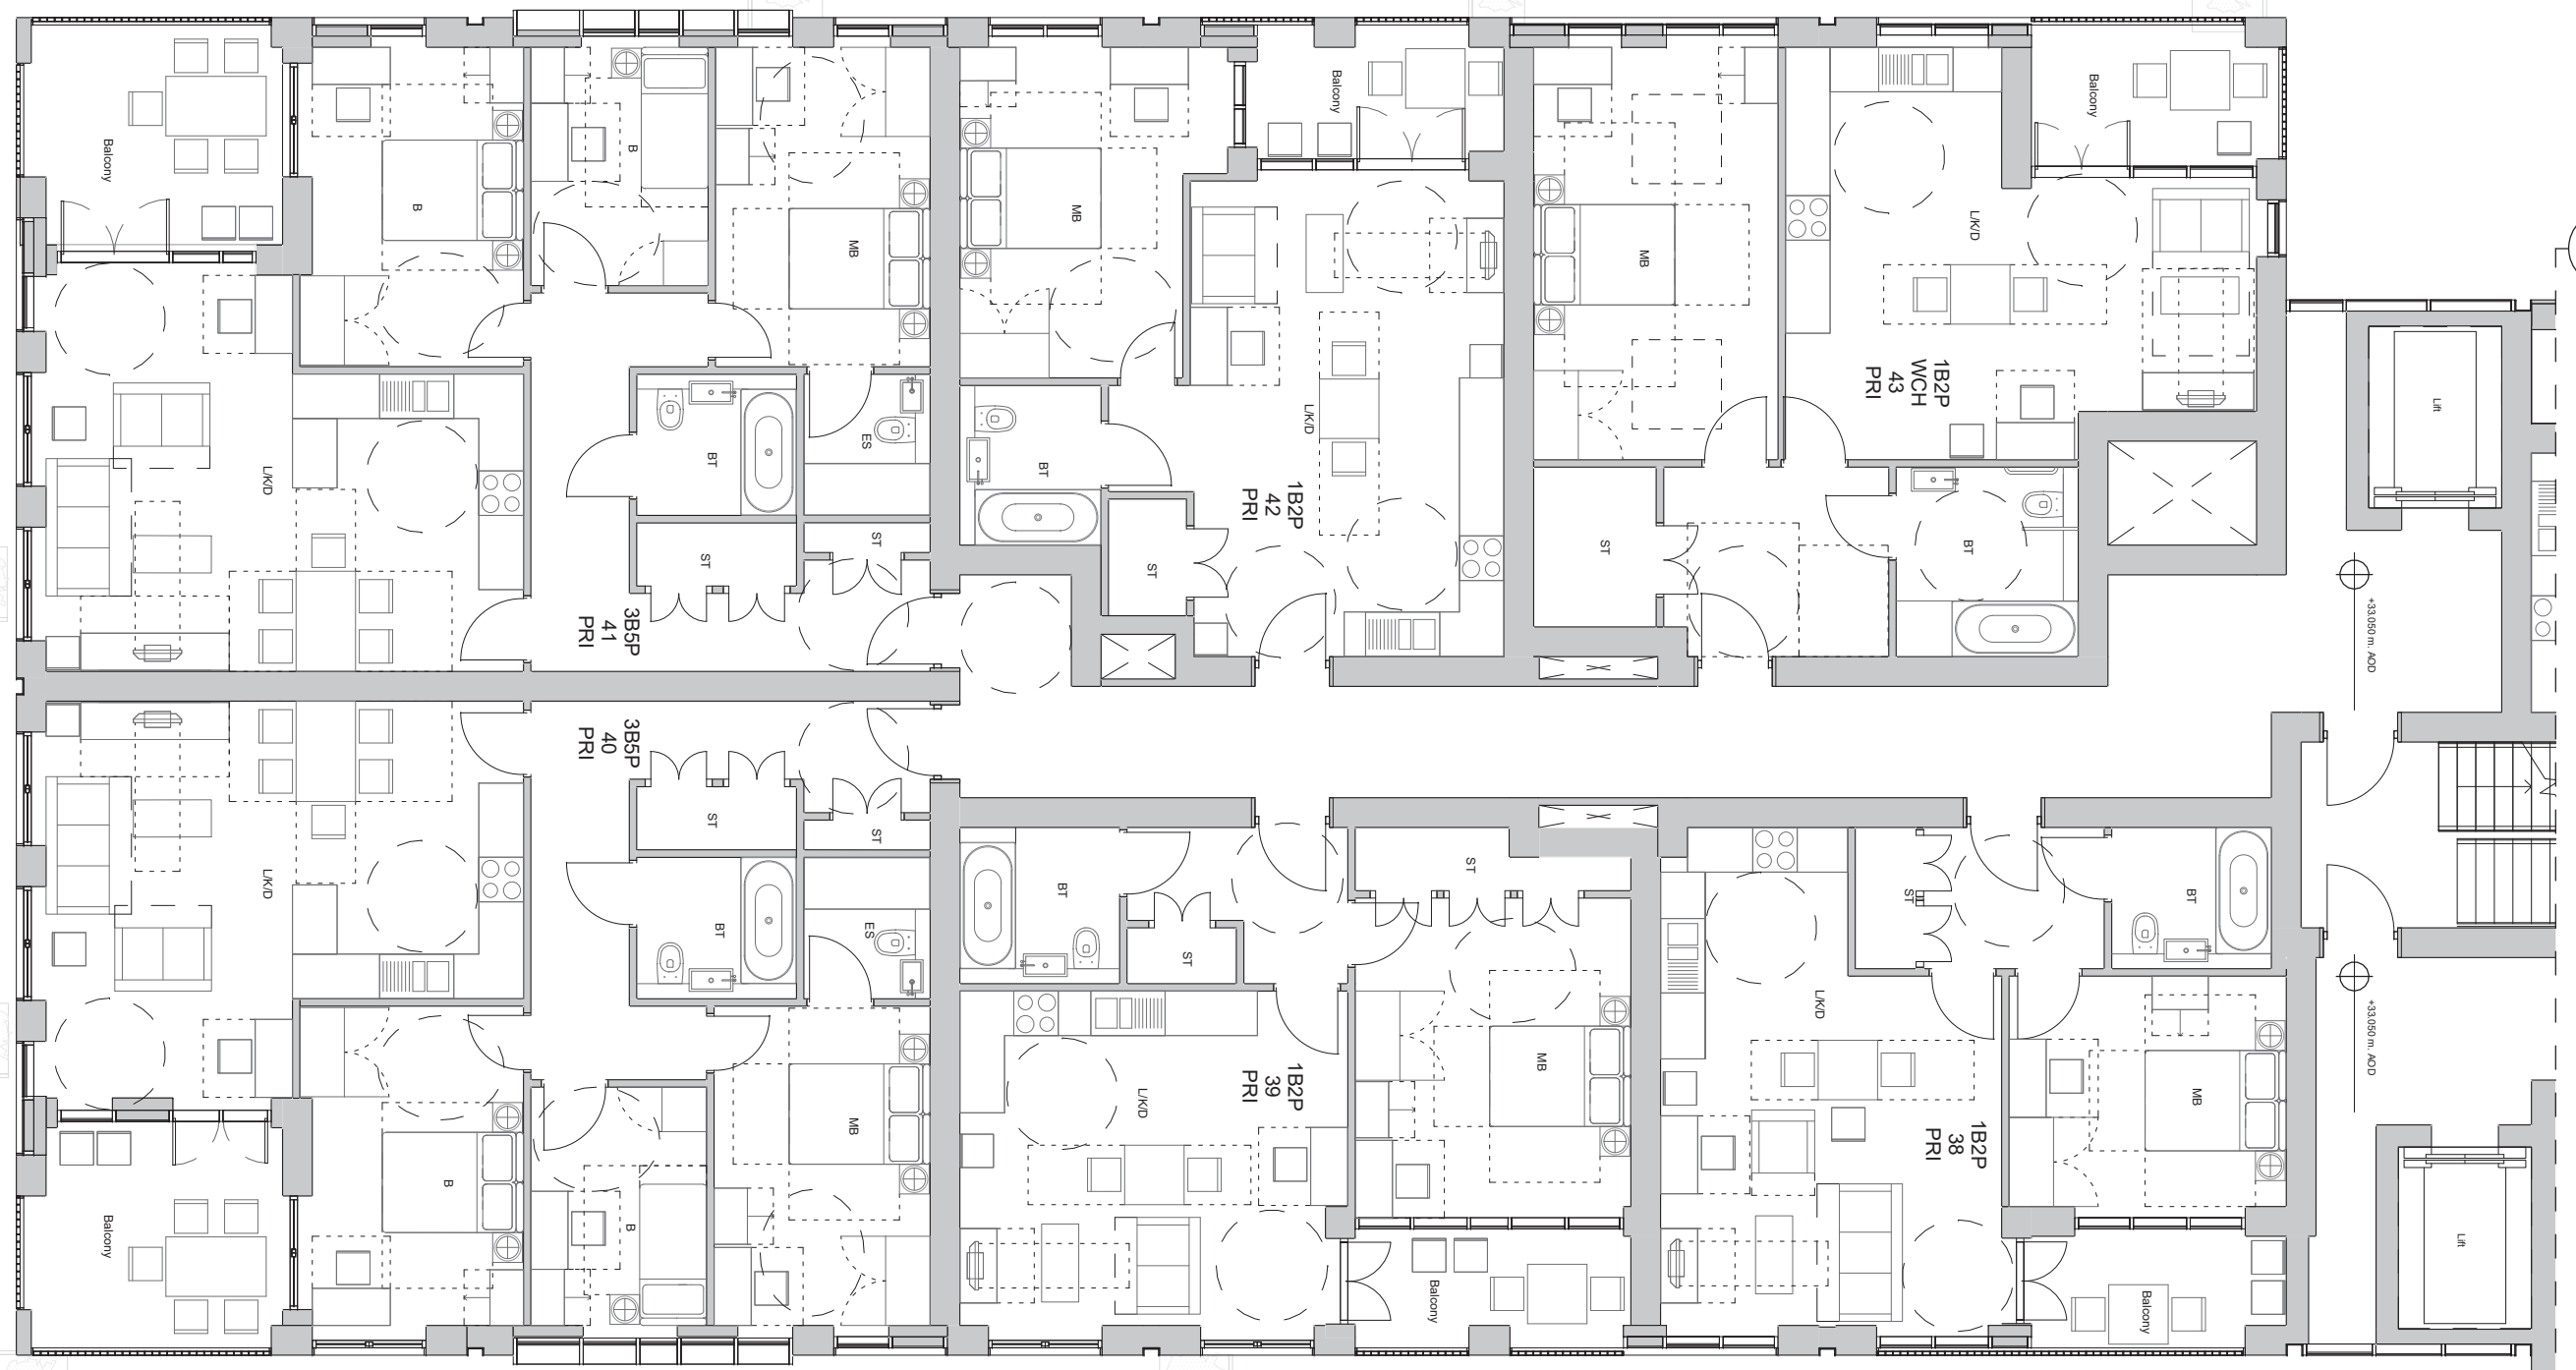 Balcony
B
B
MB
MB
Balcony
MB
L/K/D
Balcony
L/K/D
1B2P
WCH
43
PRI
Lift
L/K/D
BT
ES
BT
1B2P
42
PRI
ST
ST
ST
ST
BT
+33.050 m. AOD
3B5P
41
PRI
3B5P
40
PRI
L/K/D
ST
ST
BT
ES
BT
ST
ST
ST
BT
L/K/D
+33.050 m. AOD
MB
L/K/D
1B2P
39
PRI
MB
1B2P
38
PRI
MB
B
B
Balcony
Balcony
Balcony
Lift